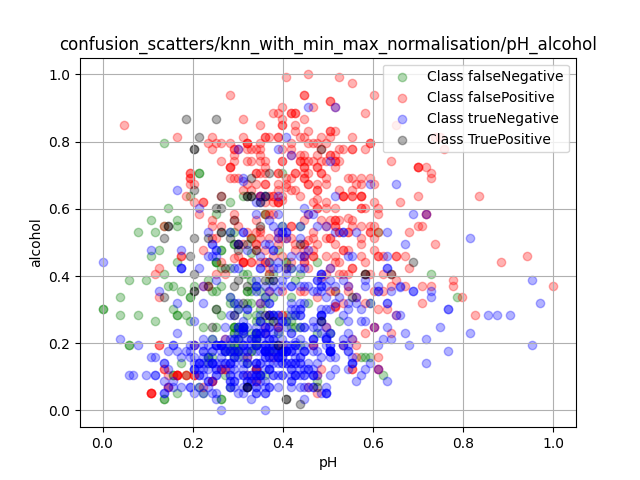 confusion_scatters/knn_with_min_max_normalisation/pH_alcohol
Class falseNegative
Class falsePositive
Class trueNegative
Class TruePositive
alcohol
1.0
0.8
0.6
0.4
0.2
0.0
0.0 0.2 0.4 0.6 0.8 1.0
pH